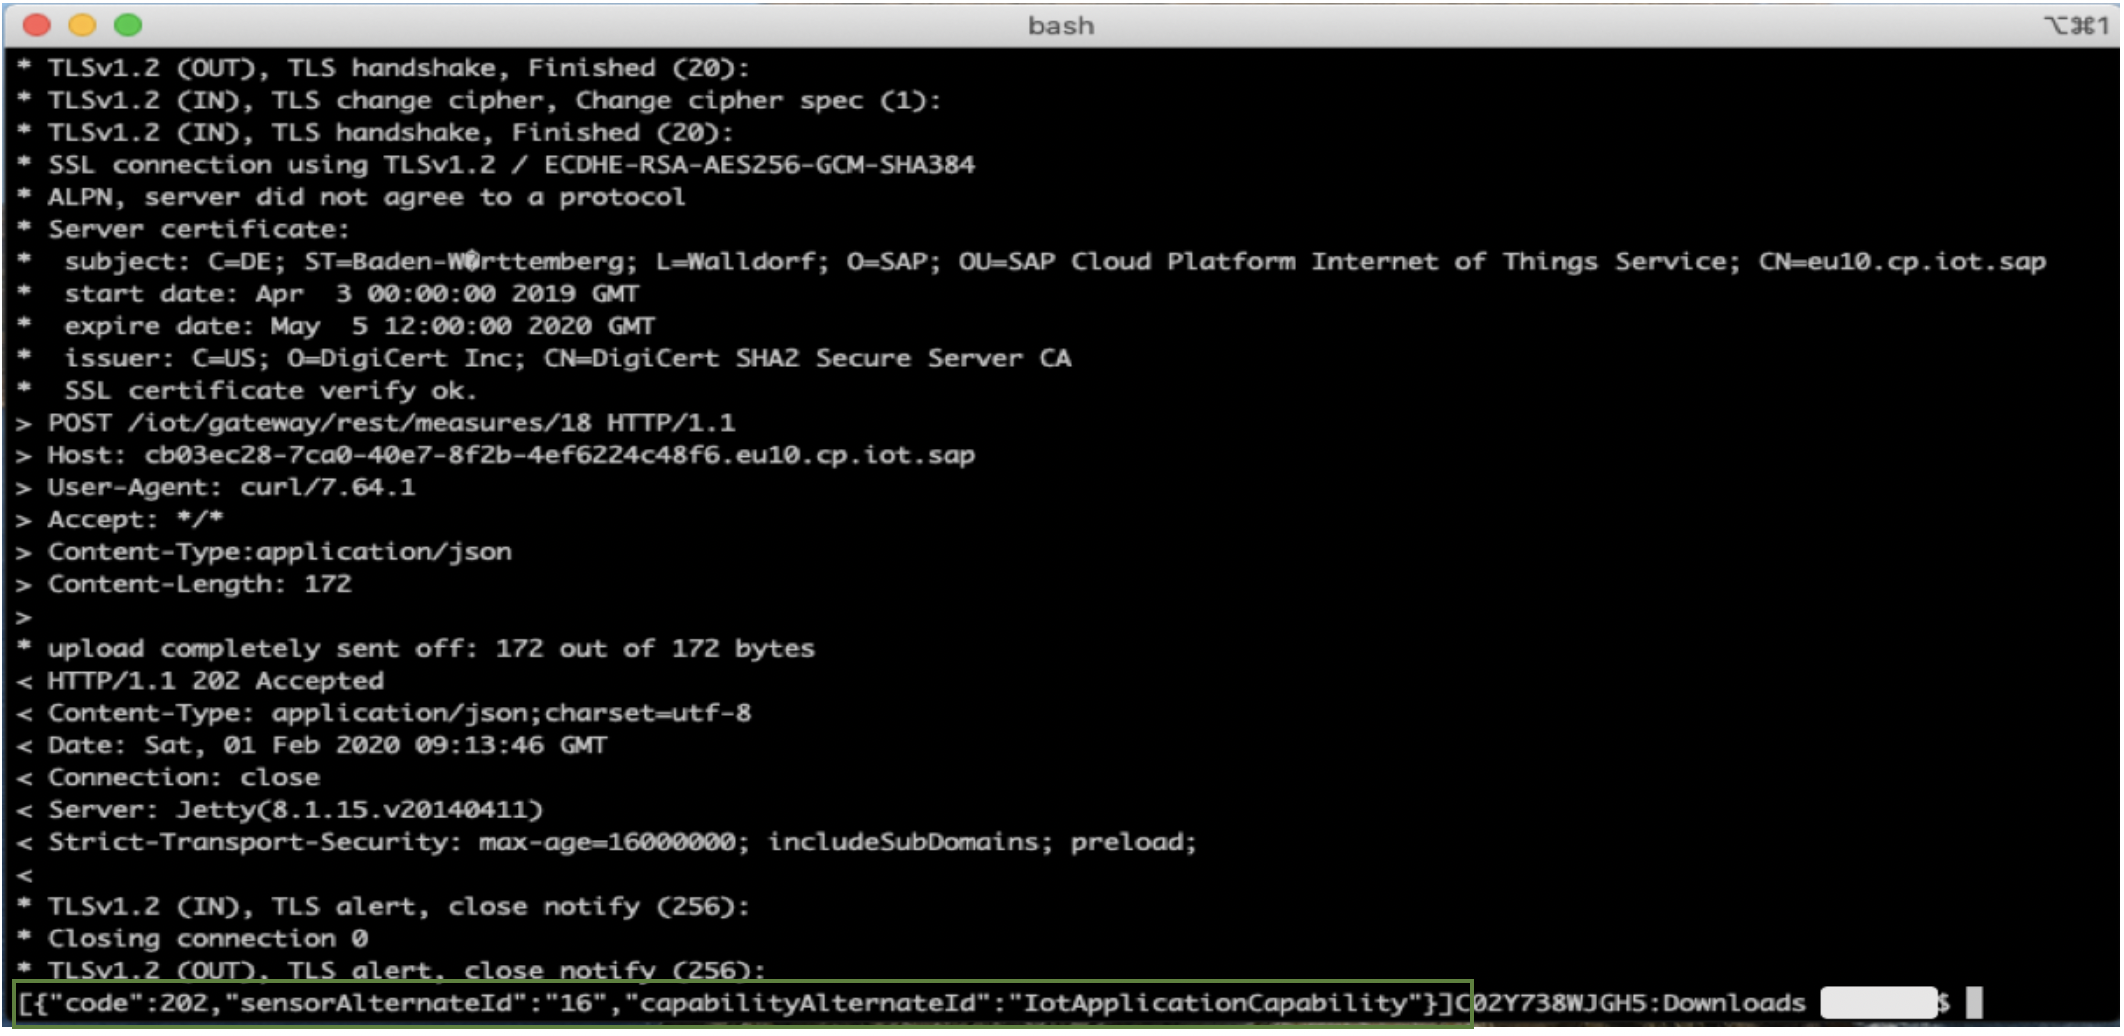 bash
⌥⌘1
* TLSv1.2 (OUT), TLS handshake, Finished (20):
* TLSv1.2 (IN), TLS change cipher, Change cipher spec (1):
* TLSv1.2 (IN), TLS handshake, Finished (20):
* SSL connection using TLSv1.2 / ECDHE-RSA-AES256-GCM-SHA384
* ALPN, server did not agree to a protocol
* Server certificate:
*  subject: C=DE; ST=Baden-W�rttemberg; L=Walldorf; O=SAP; OU=SAP Cloud Platform Internet of Things Service; CN=eu10.cp.iot.sap
*  start date: Apr  3 00:00:00 2019 GMT
*  expire date: May  5 12:00:00 2020 GMT
*  issuer: C=US; O=DigiCert Inc; CN=DigiCert SHA2 Secure Server CA
*  SSL certificate verify ok.
> POST /iot/gateway/rest/measures/18 HTTP/1.1
> Host: cb03ec28-7ca0-40e7-8f2b-4ef6224c48f6.eu10.cp.iot.sap
> User-Agent: curl/7.64.1
> Accept: */*
> Content-Type:application/json
> Content-Length: 172
>
* upload completely sent off: 172 out of 172 bytes
< HTTP/1.1 202 Accepted
< Content-Type: application/json;charset=utf-8
< Date: Sat, 01 Feb 2020 09:13:46 GMT
< Connection: close
< Server: Jetty(8.1.15.v20140411)
< Strict-Transport-Security: max-age=16000000; includeSubDomains; preload;
<
* TLSv1.2 (IN), TLS alert, close notify (256):
* Closing connection 0
* TLSv1.2 (OUT), TLS alert, close notify (256):
[{"code":202,"sensorAlternateId":"16","capabilityAlternateId":"IotApplicationCapability"}]C02Y738WJGH5:Downloads $